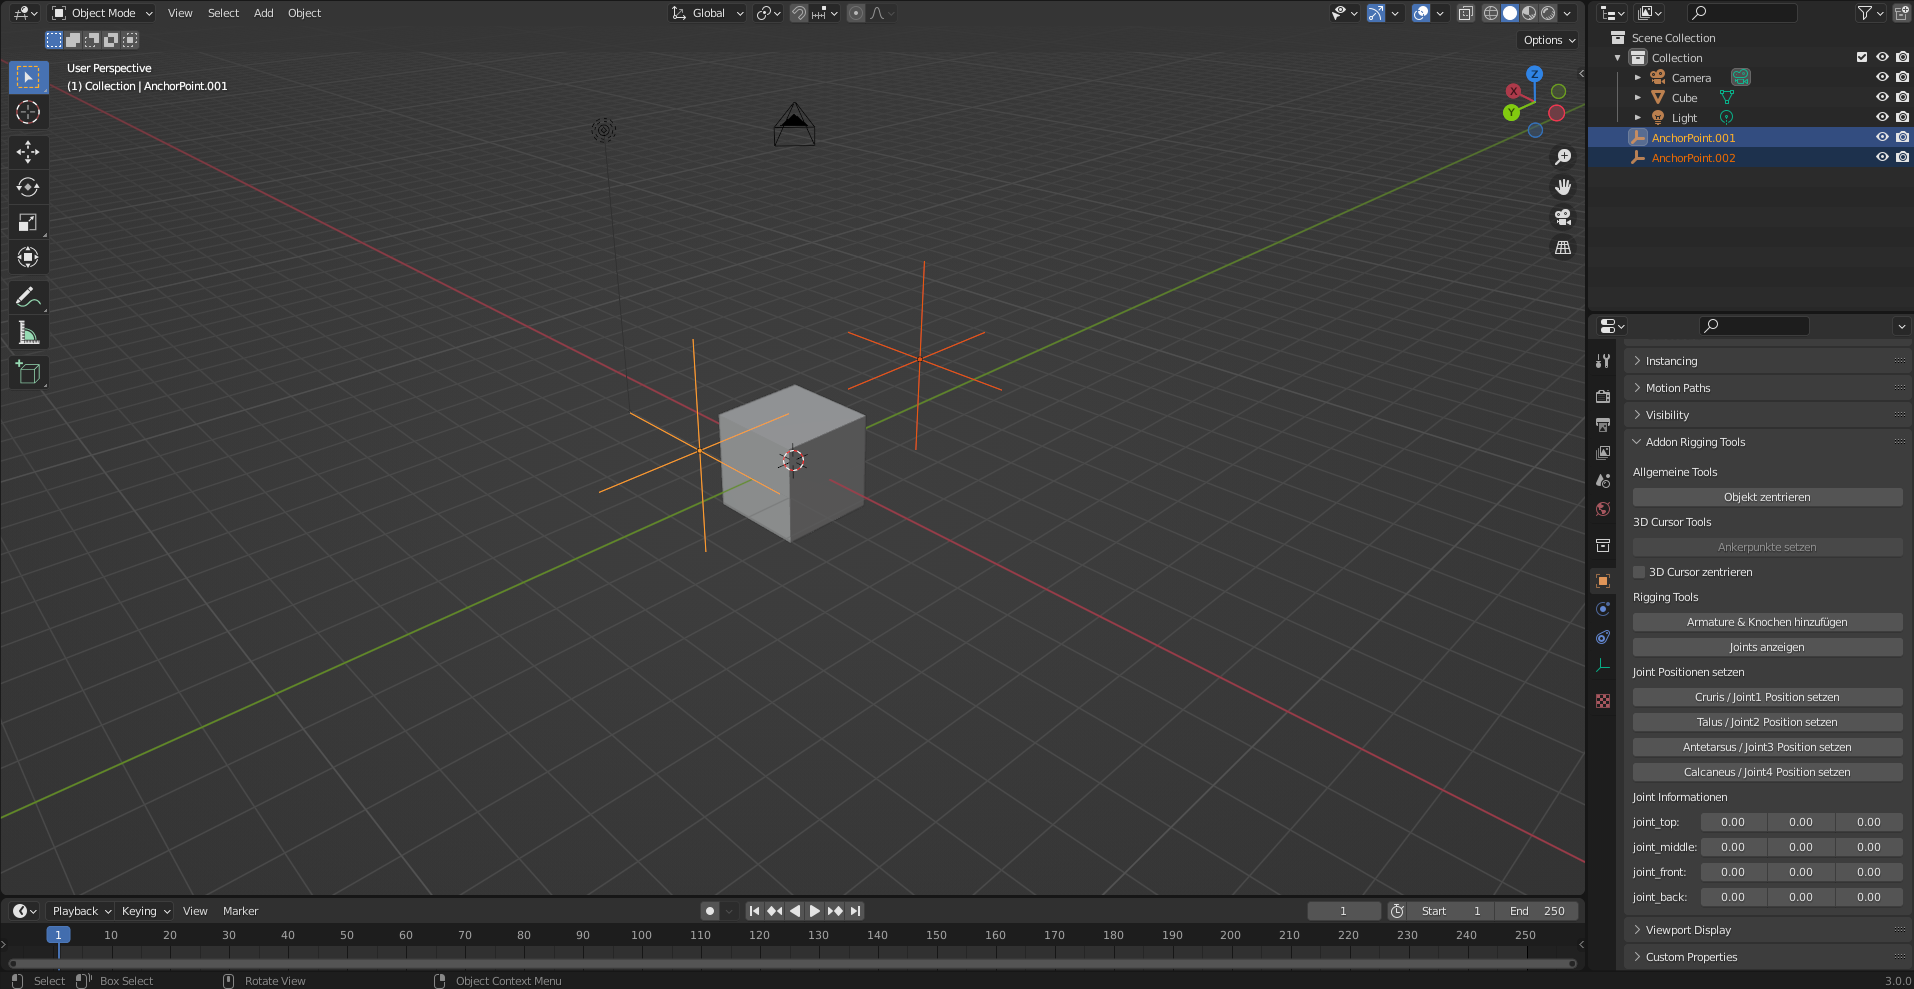 Object Mode View Select Add Object Global
Options
User Perspective
(1) Collection | AnchorPoint.001
Z
X
Y
Scene Collection
Collection
Camera
Cube
Light
AnchorPoint.001
AnchorPoint.002
Instancing
Motion Paths
Visibility
Addon Rigging Tools
Allgemeine Tools
Objekt zentrieren
3D Cursor Tools
Ankerpunkte setzen
3D Cursor zentrieren
Rigging Tools
Armature & Knochen hinzufügen
Joints anzeigen
Joint Positionen setzen
Cruris / Joint1 Position setzen
Talus / Joint2 Position setzen
Antetarsus / Joint3 Position setzen
Calcaneus / Joint4 Position setzen
Joint Informationen
joint_top: 0.00 0.00 0.00
joint_middle: 0.00 0.00 0.00
joint_front: 0.00 0.00 0.00
joint_back: 0.00 0.00 0.00
Viewport Display
Custom Properties
Playback Keying View Marker 1 Start 1 End 250
1 10 20 30 40 50 60 70 80 90 100 110 120 130 140 150 160 170 180 190 200 210 220 230 240 250
Select Box Select Rotate View Object Context Menu 3.0.0